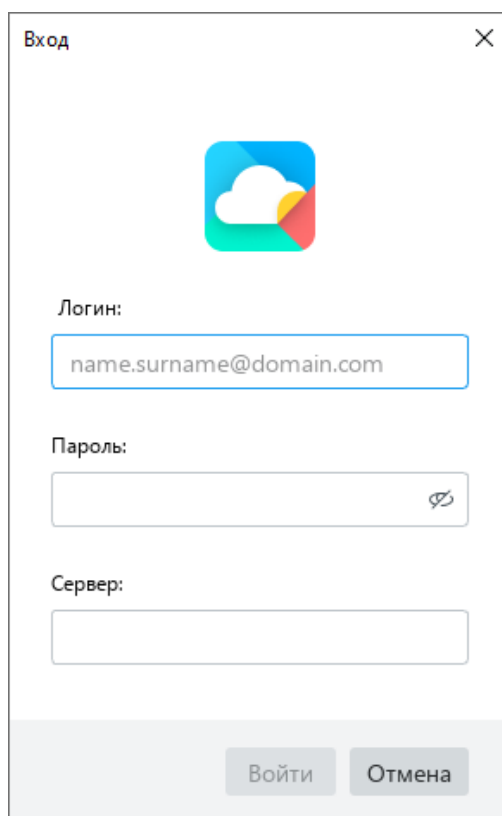 Вход
Логин:
name.surname@domain.com
Пароль:
Сервер:
Войти Отмена